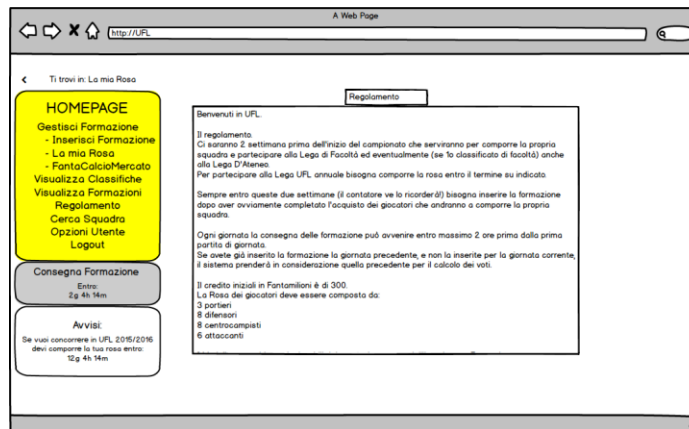 A Web Page
http://UFL
Ti trovi in: La mia Rosa
HOMEPAGE
Gestisci Formazione
- Inserisci Formazione
- La mia Rosa
- FantaCalcioMercato
Visualizza Classifiche
Visualizza Formazioni
Regolamento
Cerca Squadra
Opzioni Utente
Logout
Consegna Formazione
Entro:
2g 4h 14m
Avvisi:
Se vuoi concorrere in UFL 2015/2016
devi comporre la tua rosa entro:
12g 4h 14m
Regolamento
Benvenuti in UFL.
Il regolamento.
Ci saranno 2 settimana prima dell'inizio del campionato che serviranno per comporre la propria
squadra e partecipare alla Lega di Facoltà ed eventualmente (se 1o classificato di facoltà) anche
alla Lega D'Ateneo.
Per partecipare alla Lega UFL annuale bisogna comporre la rosa entro il termine su indicato.
Sempre entro queste due settimane (il contatore ve lo ricorderà!) bisogna inserire la formazione
dopo aver ovviamente completato l'acquisto dei giocatori che andranno a comporre la propria
squadra.
Ogni giornata la consegna delle formazione può avvenire entro massimo 2 ore prima dalla prima
partita di giornata.
Se avete già inserito la formazione la giornata precedente, e non la inserite per la giornata corrente,
il sistema prenderà in considerazione quella precedente per il calcolo dei voti.
Il credito iniziali in Fantamilioni è di 300.
La Rosa dei giocatori deve essere composta da:
3 portieri
8 difensori
8 centrocampisti
6 attaccanti